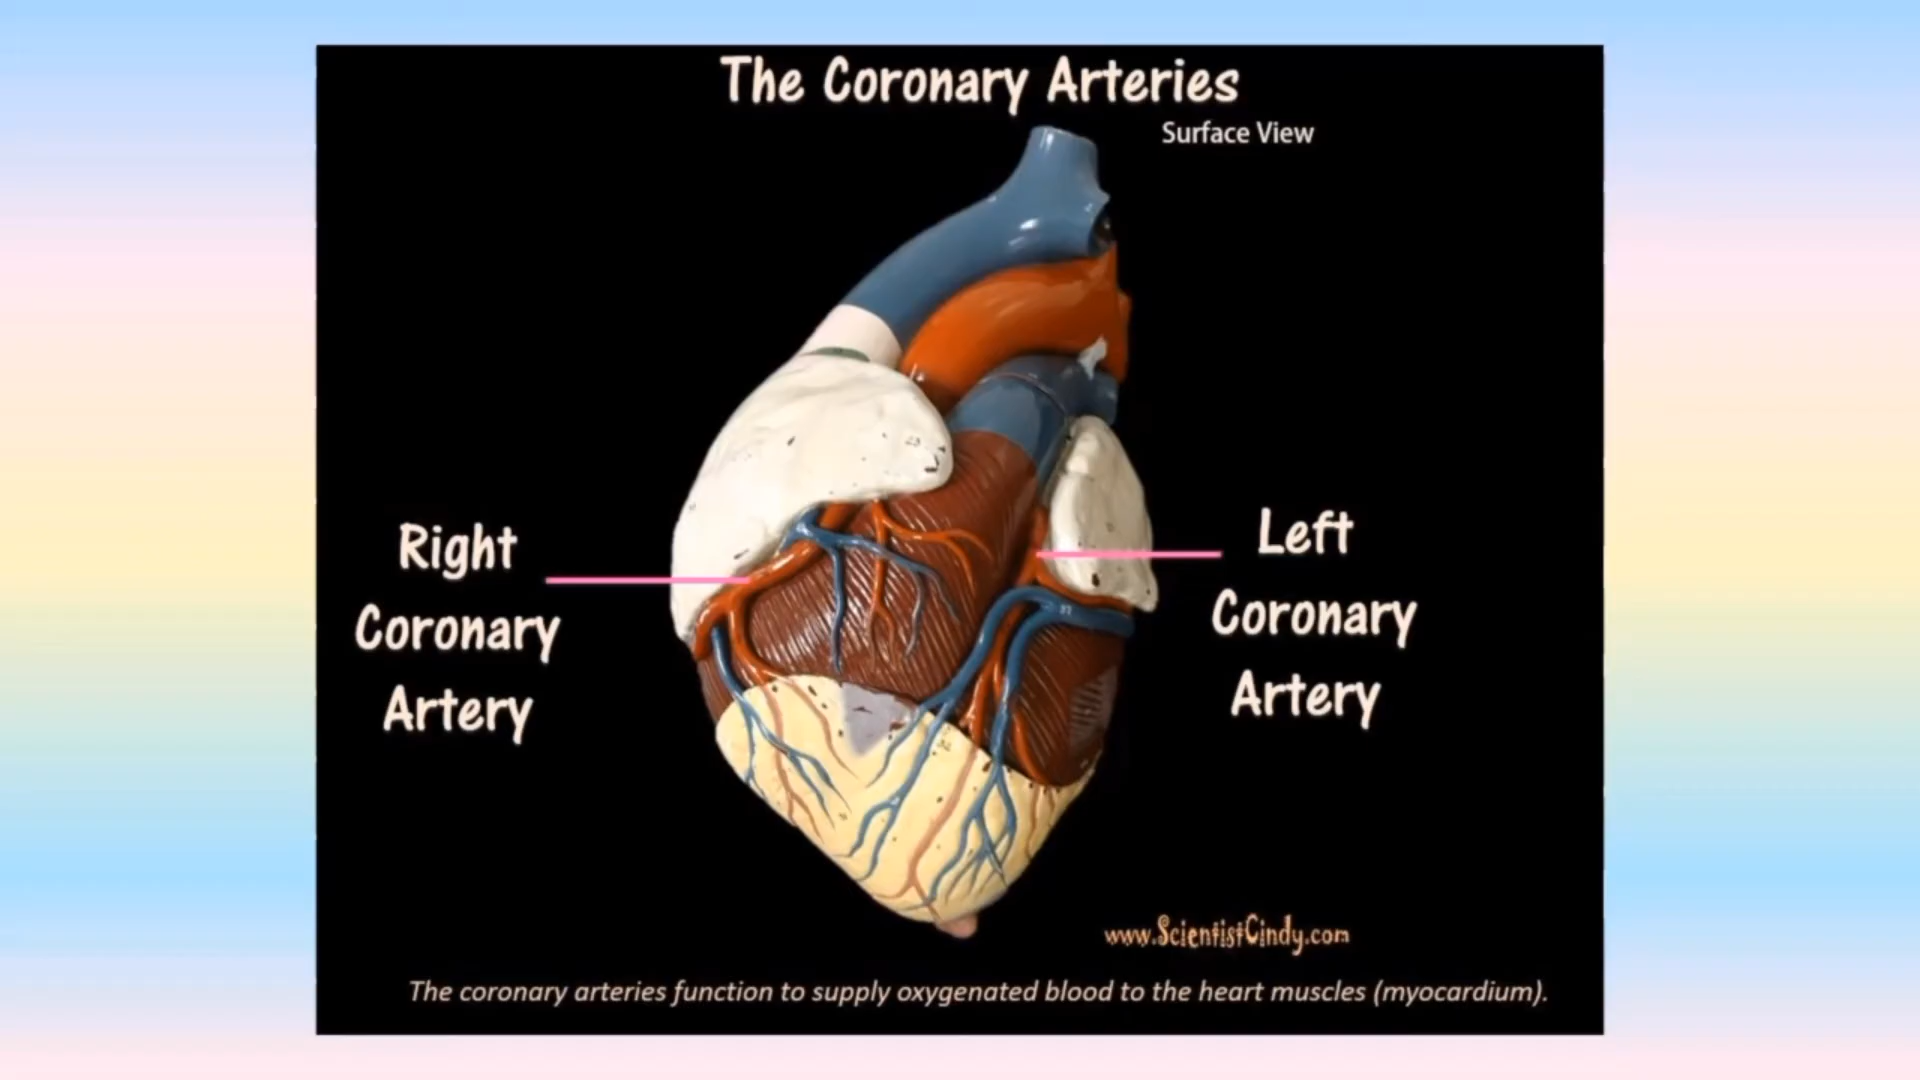 The Coronary Arteries
Surface View
Right
Coronary
Artery
Left
Coronary
Artery
www.ScientistCindy.com
The coronary arteries function to supply oxygenated blood to the heart muscles (myocardium).